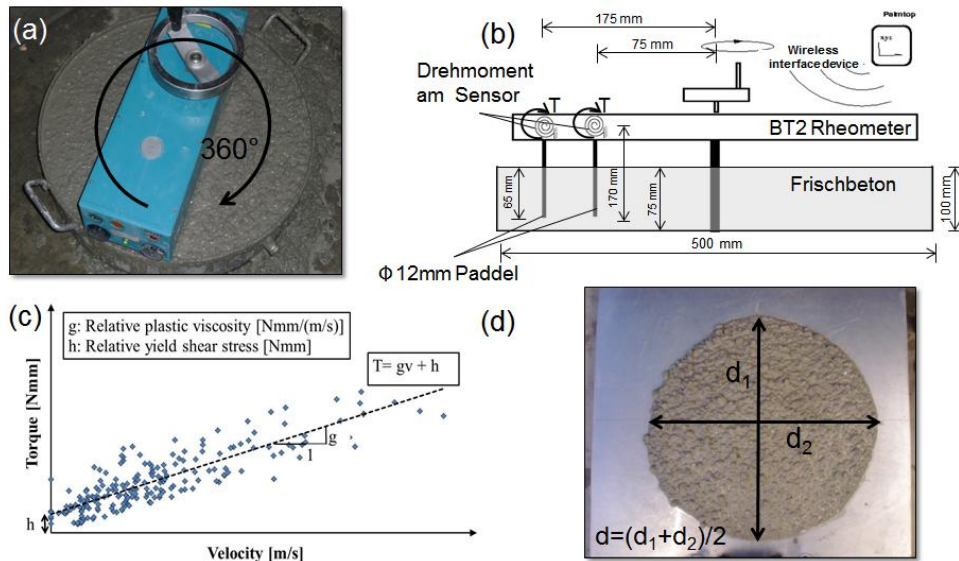 (a)
360°
(b)
175 mm
75 mm
Palmtop
xyz
Wireless
interface device
Drehmoment
am Sensor
T
T
BT2 Rheometer
Frischbeton
65 mm
170 mm
75 mm
100 mm
500 mm
Φ 12mm Paddel
(c)
g: Relative plastic viscosity [Nmm/(m/s)]
h: Relative yield shear stress [Nmm]
T= gv + h
Torque [Nmm]
g
1
h
Velocity [m/s]
(d)
d₁
d₂
d=(d₁+d₂)/2